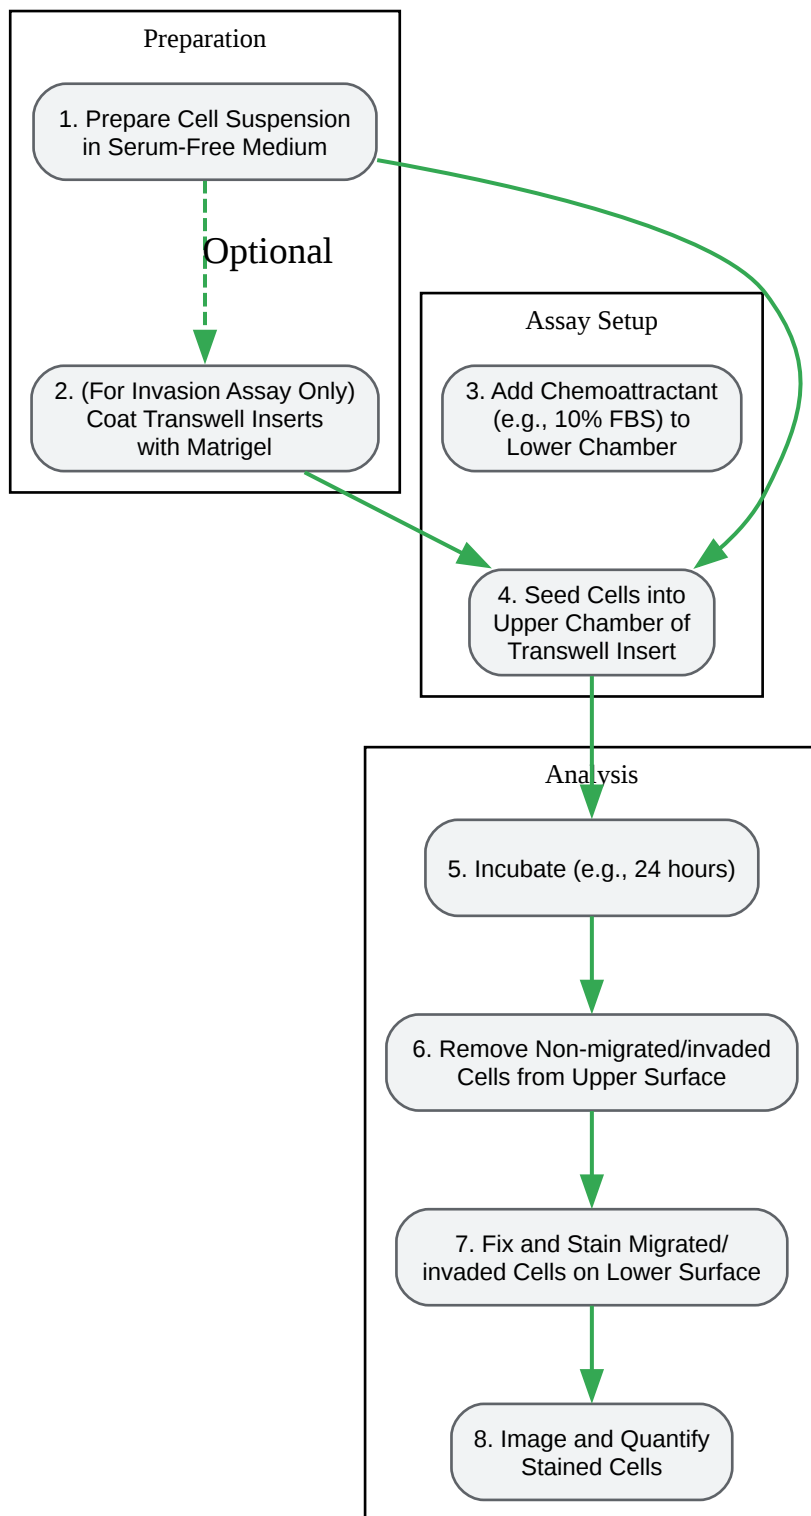 Preparation
1. Prepare Cell Suspension
in Serum-Free Medium
Optional
2. (For Invasion Assay Only)
Coat Transwell Inserts
with Matrigel
Assay Setup
3. Add Chemoattractant
(e.g., 10% FBS) to
Lower Chamber
4. Seed Cells into
Upper Chamber of
Transwell Insert
Analysis
5. Incubate (e.g., 24 hours)
6. Remove Non-migrated/invaded
Cells from Upper Surface
7. Fix and Stain Migrated/
invaded Cells on Lower Surface
8. Image and Quantify
Stained Cells